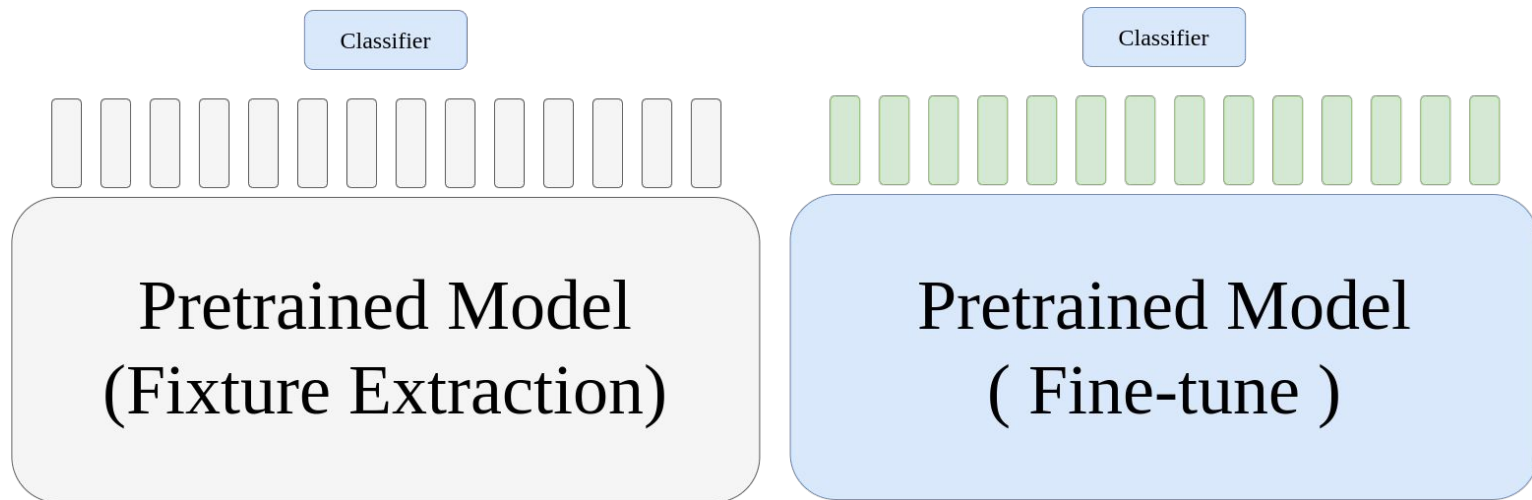 Classifier
Pretrained Model
(Fixture Extraction)
Classifier
Pretrained Model
( Fine-tune )